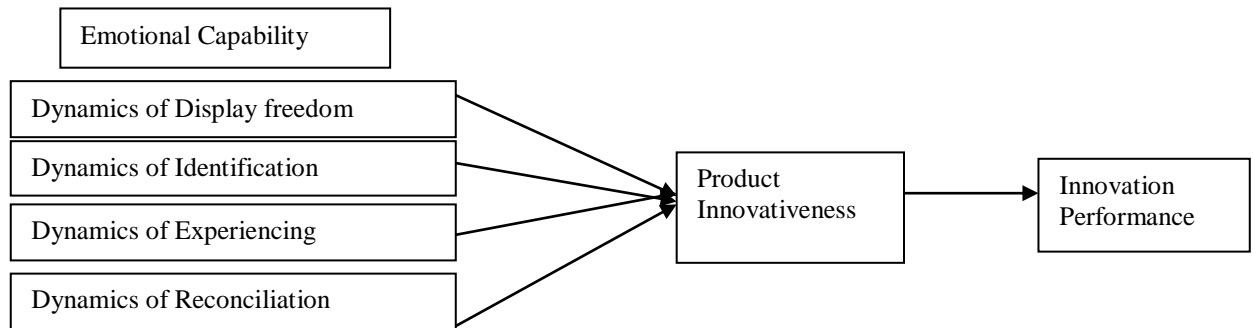 Emotional Capability
Dynamics of Display freedom
Dynamics of Identification
Dynamics of Experiencing
Dynamics of Reconciliation
Product
Innovativeness
Innovation
Performance